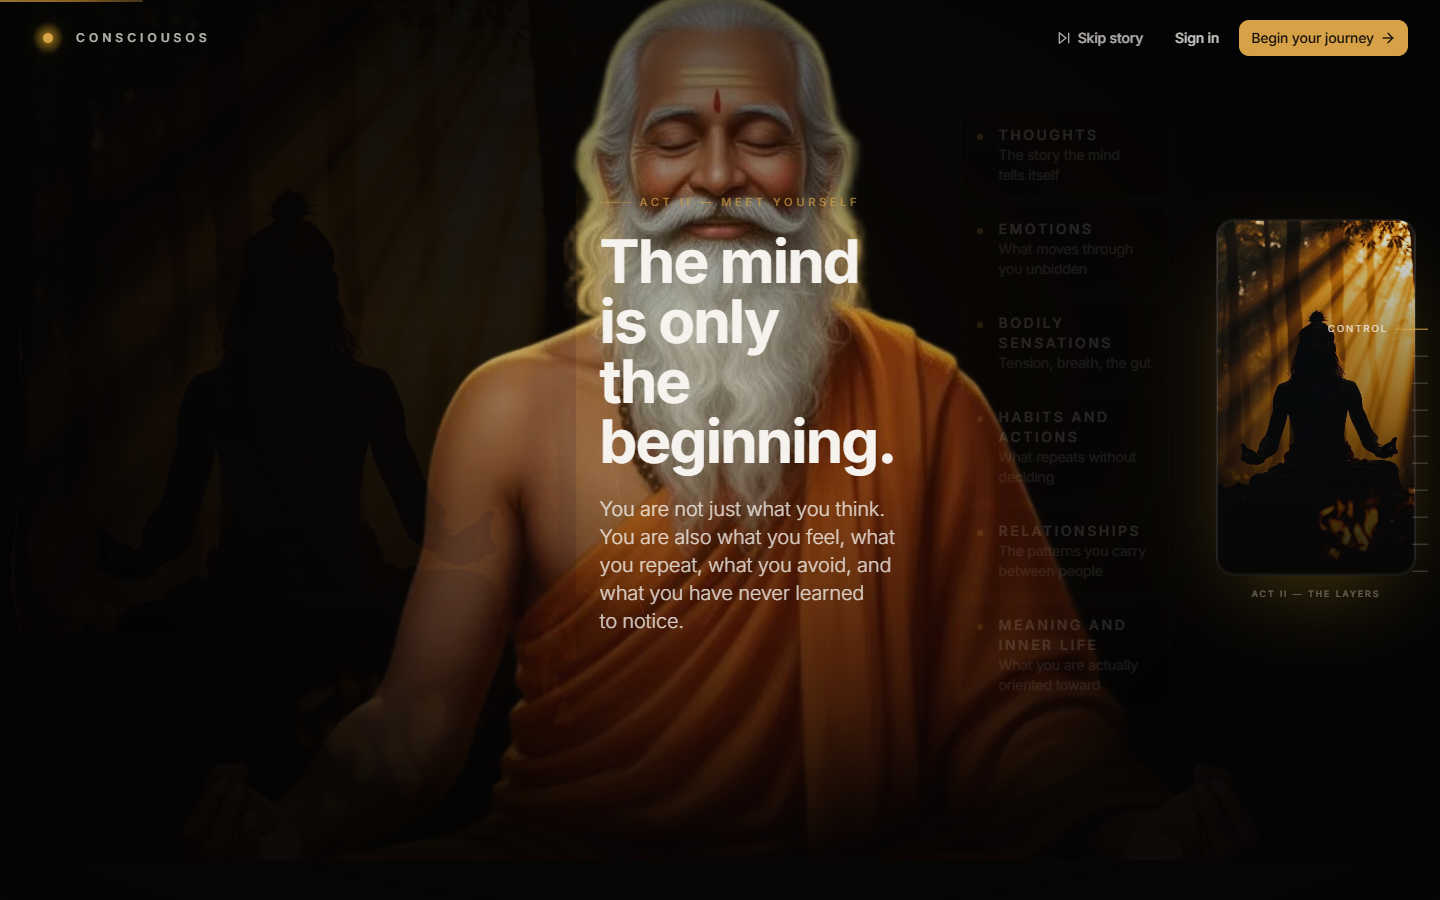 CONSCIOUSOS
Skip story
Sign in
Begin your journey
ACT II — MEET YOURSELF
The mind
is only
the
beginning.
You are not just what you think.
You are also what you feel, what
you repeat, what you avoid, and
what you have never learned
to notice.
THOUGHTS
The story the mind
tells itself
EMOTIONS
What moves through
you unbidden
BODILY
SENSATIONS
Tension, breath, the gut
HABITS AND
ACTIONS
What repeats without
deciding
RELATIONSHIPS
The patterns you carry
between people
MEANING AND
INNER LIFE
What you are actually
oriented toward
CONTROL
ACT II — THE LAYERS